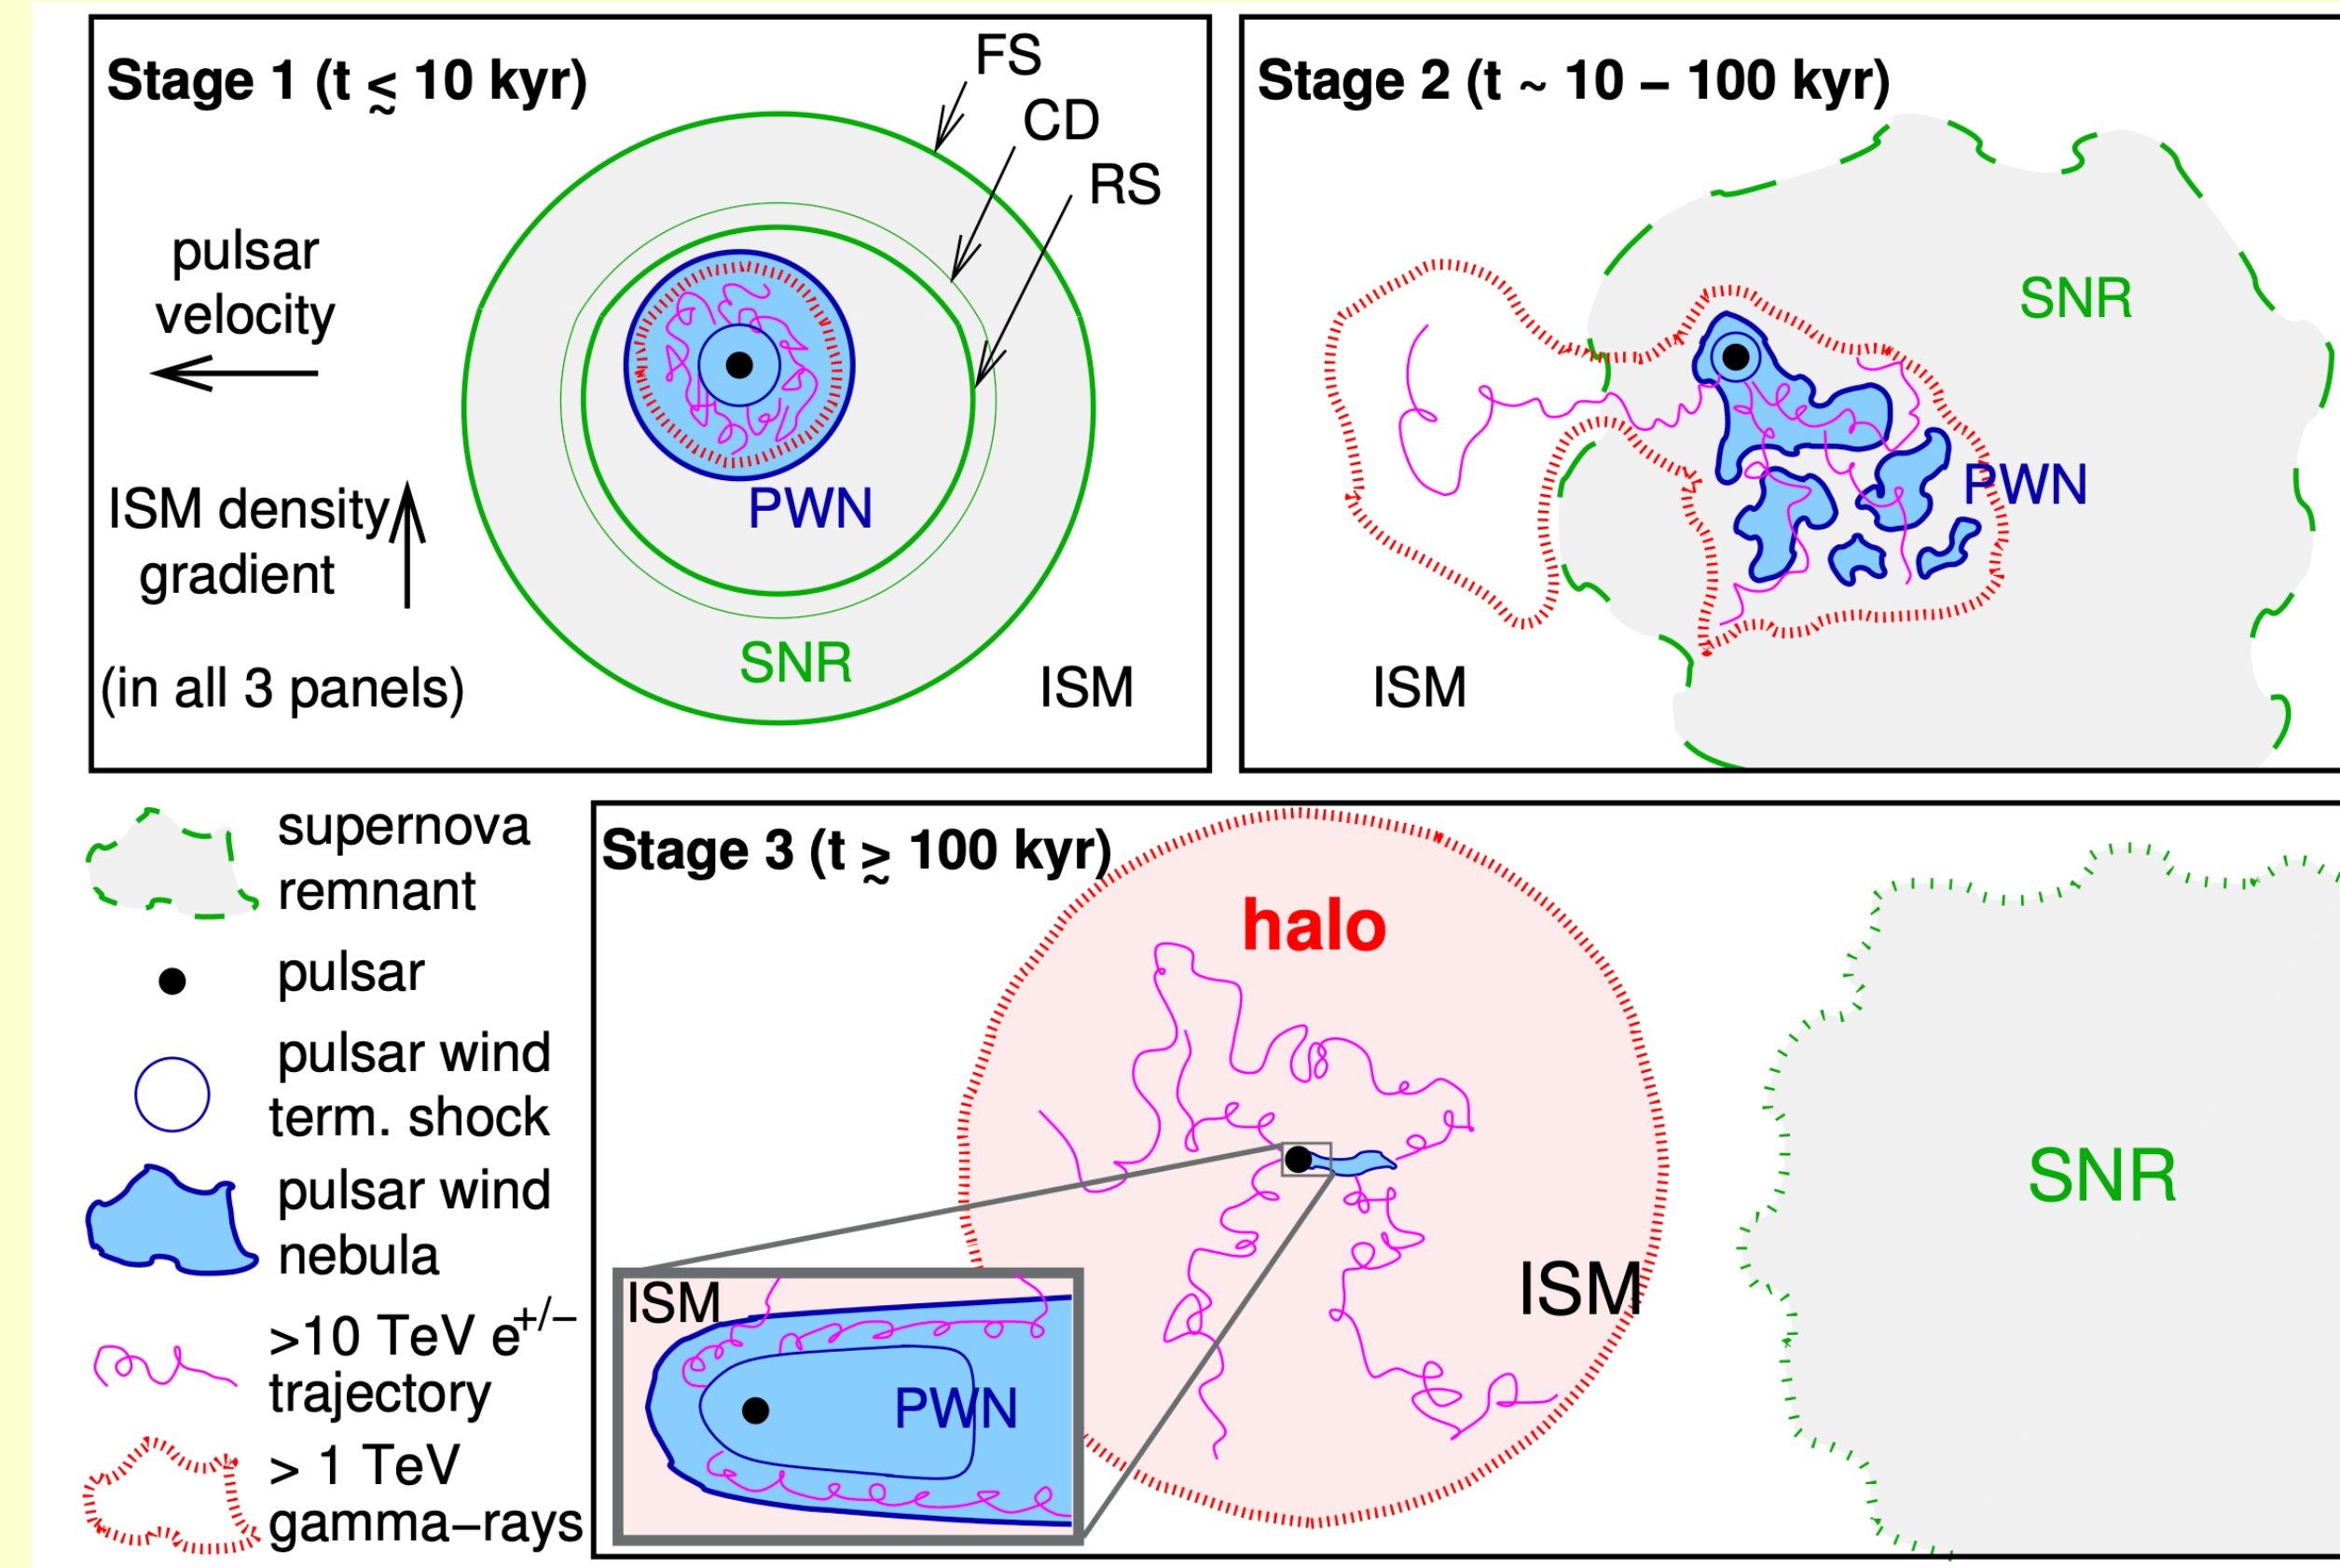 Stage 1 (t ≲ 10 kyr)
FS
CD
RS
pulsar
velocity
ISM density
gradient
(in all 3 panels)
PWN
SNR
ISM
Stage 2 (t ~ 10 – 100 kyr)
SNR
PWN
ISM
supernova
remnant
pulsar
pulsar wind
term. shock
pulsar wind
nebula
>10 TeV e+/−
trajectory
> 1 TeV
gamma−rays
Stage 3 (t ≳ 100 kyr)
halo
SNR
ISM
ISM
PWN